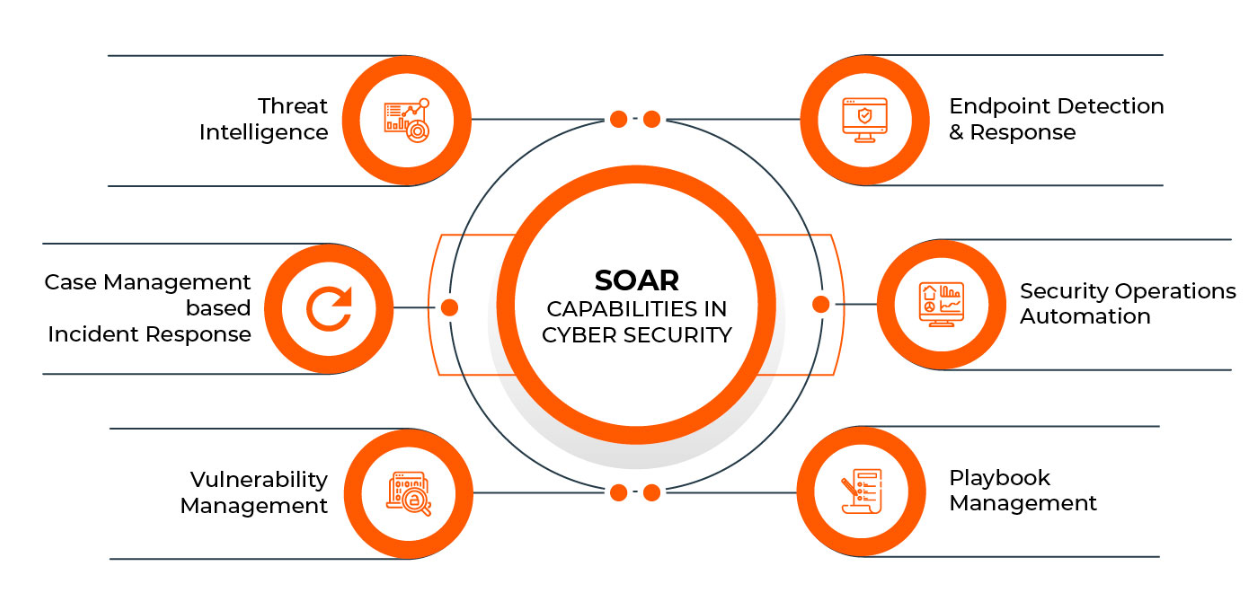 Threat
Intelligence
Endpoint Detection
& Response
Case Management
based
Incident Response
SOAR
CAPABILITIES IN
CYBER SECURITY
Security Operations
Automation
Vulnerability
Management
Playbook
Management